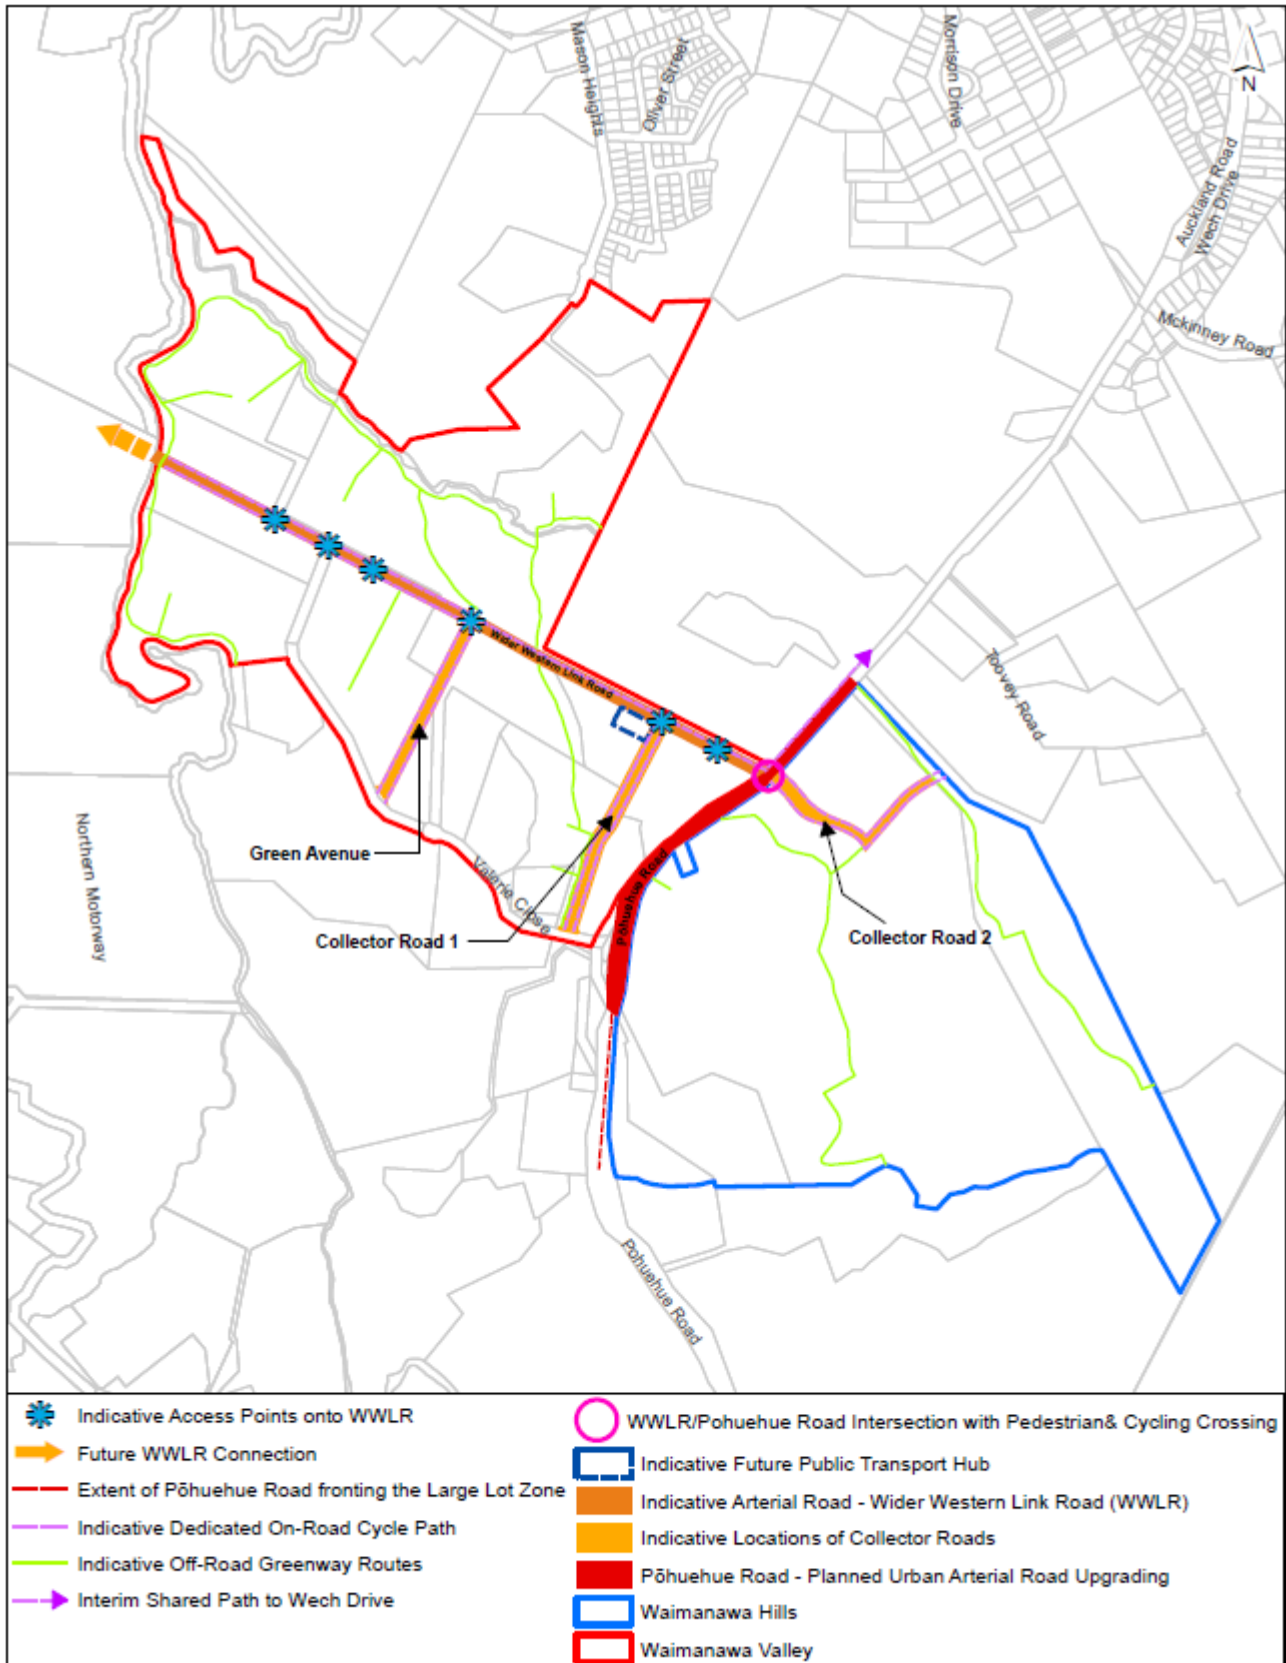 Mason Heights
Oliver Street
Morrison Drive
N
Auckland Road
Wech Drive
Mckinney Road
Wider Western Link Road
Toovey Road
Northern Motorway
Green Avenue
Valerie Close
Pōhuehue Road
Collector Road 1
Collector Road 2
Pohuehue Road
Indicative Access Points onto WWLR
Future WWLR Connection
Extent of Pōhuehue Road fronting the Large Lot Zone
Indicative Dedicated On-Road Cycle Path
Indicative Off-Road Greenway Routes
Interim Shared Path to Wech Drive
WWLR/Pohuehue Road Intersection with Pedestrian& Cycling Crossing
Indicative Future Public Transport Hub
Indicative Arterial Road - Wider Western Link Road (WWLR)
Indicative Locations of Collector Roads
Pōhuehue Road - Planned Urban Arterial Road Upgrading
Waimanawa Hills
Waimanawa Valley